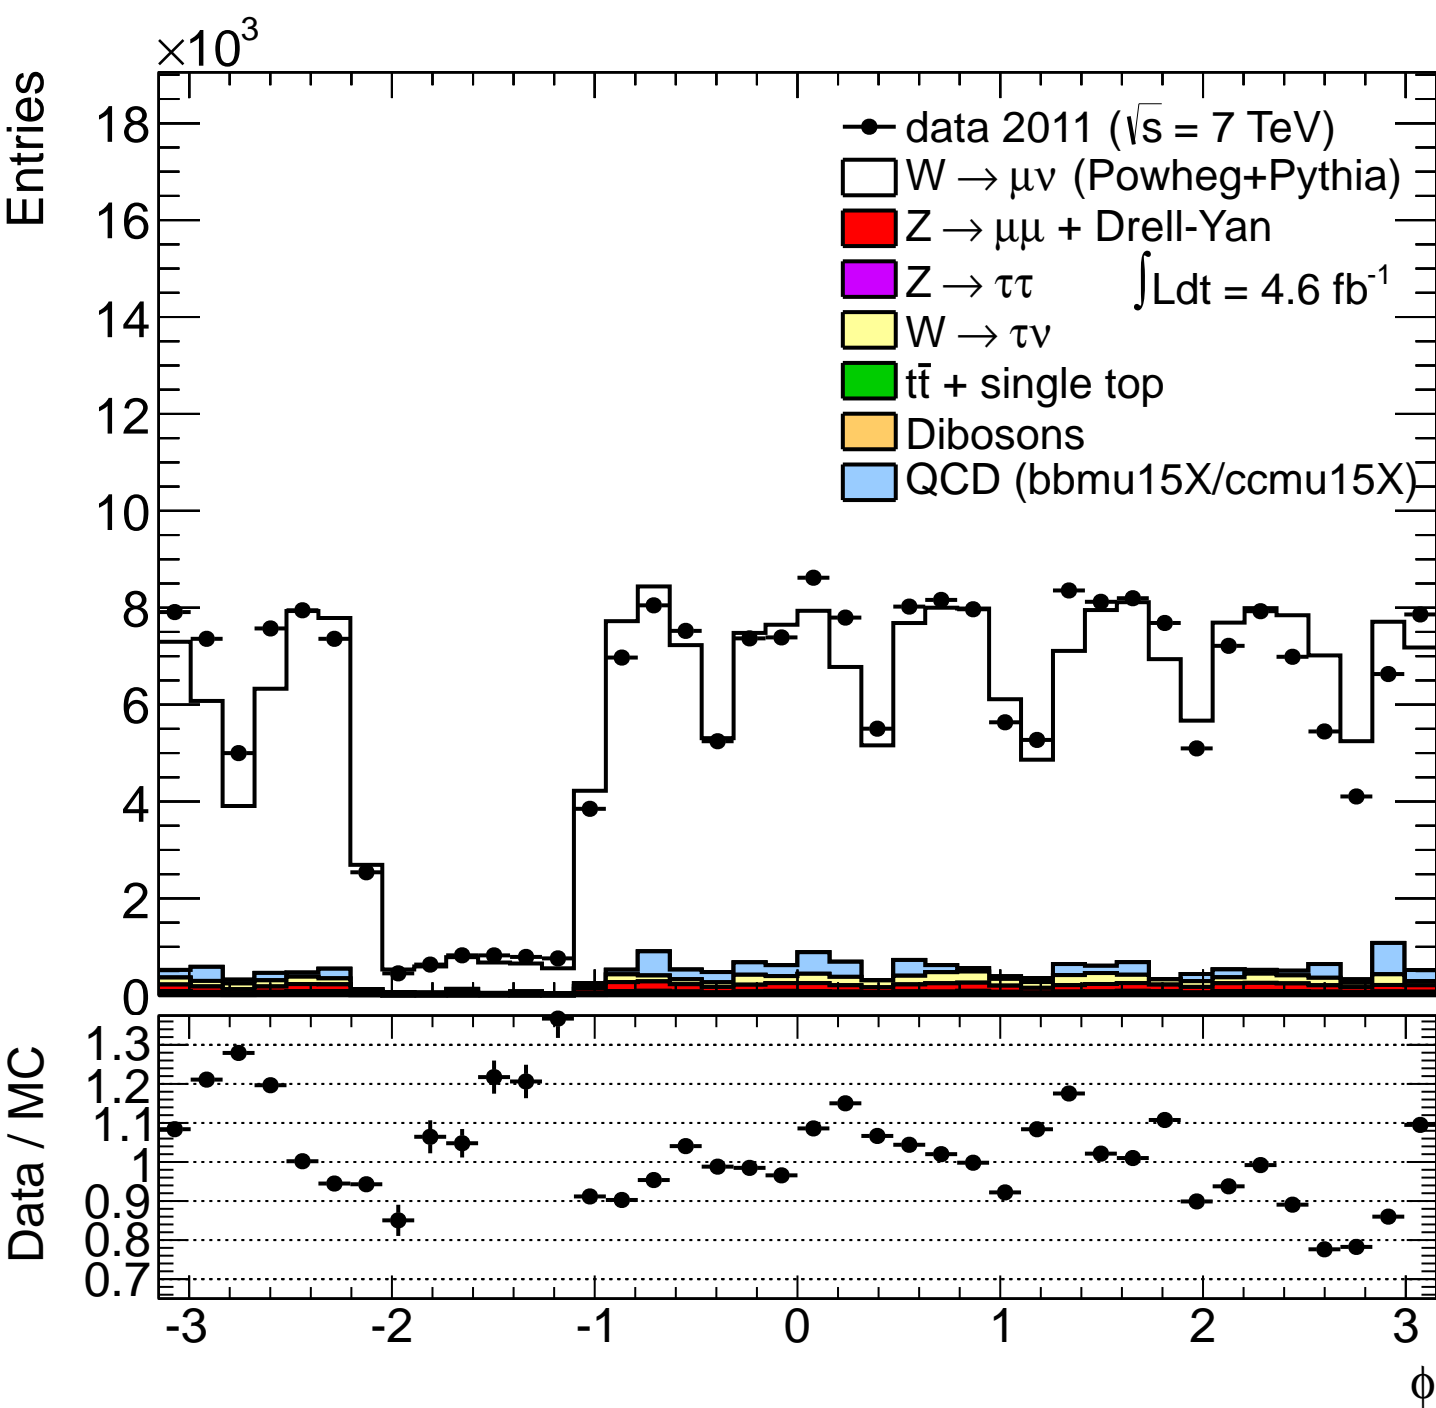 ×10³
Entries
18
16
14
12
10
8
6
4
2
0
data 2011 (√s = 7 TeV)
W → μν (Powheg+Pythia)
Z → μμ + Drell-Yan
Z → ττ
∫Ldt = 4.6 fb⁻¹
W → τν
tt̄ + single top
Dibosons
QCD (bbmu15X/ccmu15X)
Data / MC
1.3
1.2
1.1
1
0.9
0.8
0.7
-3 -2 -1 0 1 2 3
ϕ